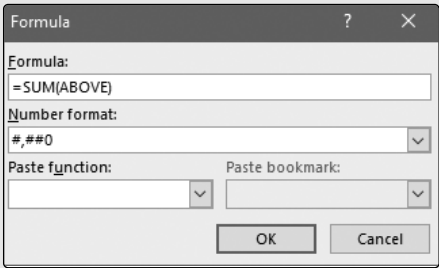 Formula ? ×
Formula:
=SUM(ABOVE)
Number format:
#,##0
Paste function: Paste bookmark:
OK Cancel